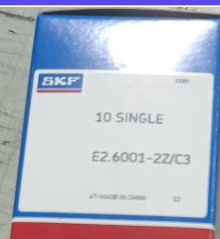 SKF
10 SINGLE
E2.6001-2Z/C3
MADE IN CHINA